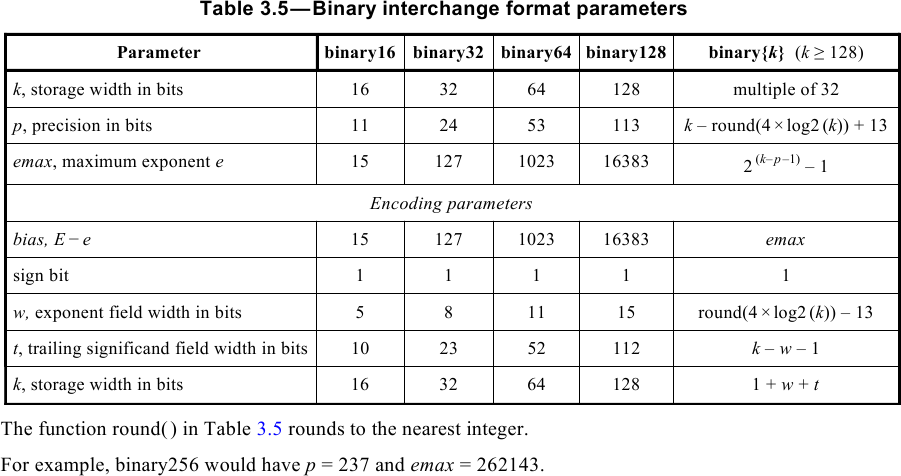 Table 3.5—Binary interchange format parameters
Parameter binary16 binary32 binary64 binary128 binary{k} (k ≥ 128)
k, storage width in bits 16 32 64 128 multiple of 32
p, precision in bits 11 24 53 113 k – round(4 × log2 (k)) + 13
emax, maximum exponent e 15 127 1023 16383 2^(k–p–1) – 1
Encoding parameters
bias, E − e 15 127 1023 16383 emax
sign bit 1 1 1 1 1
w, exponent field width in bits 5 8 11 15 round(4 × log2 (k)) – 13
t, trailing significand field width in bits 10 23 52 112 k – w – 1
k, storage width in bits 16 32 64 128 1 + w + t
The function round( ) in Table 3.5 rounds to the nearest integer.
For example, binary256 would have p = 237 and emax = 262143.